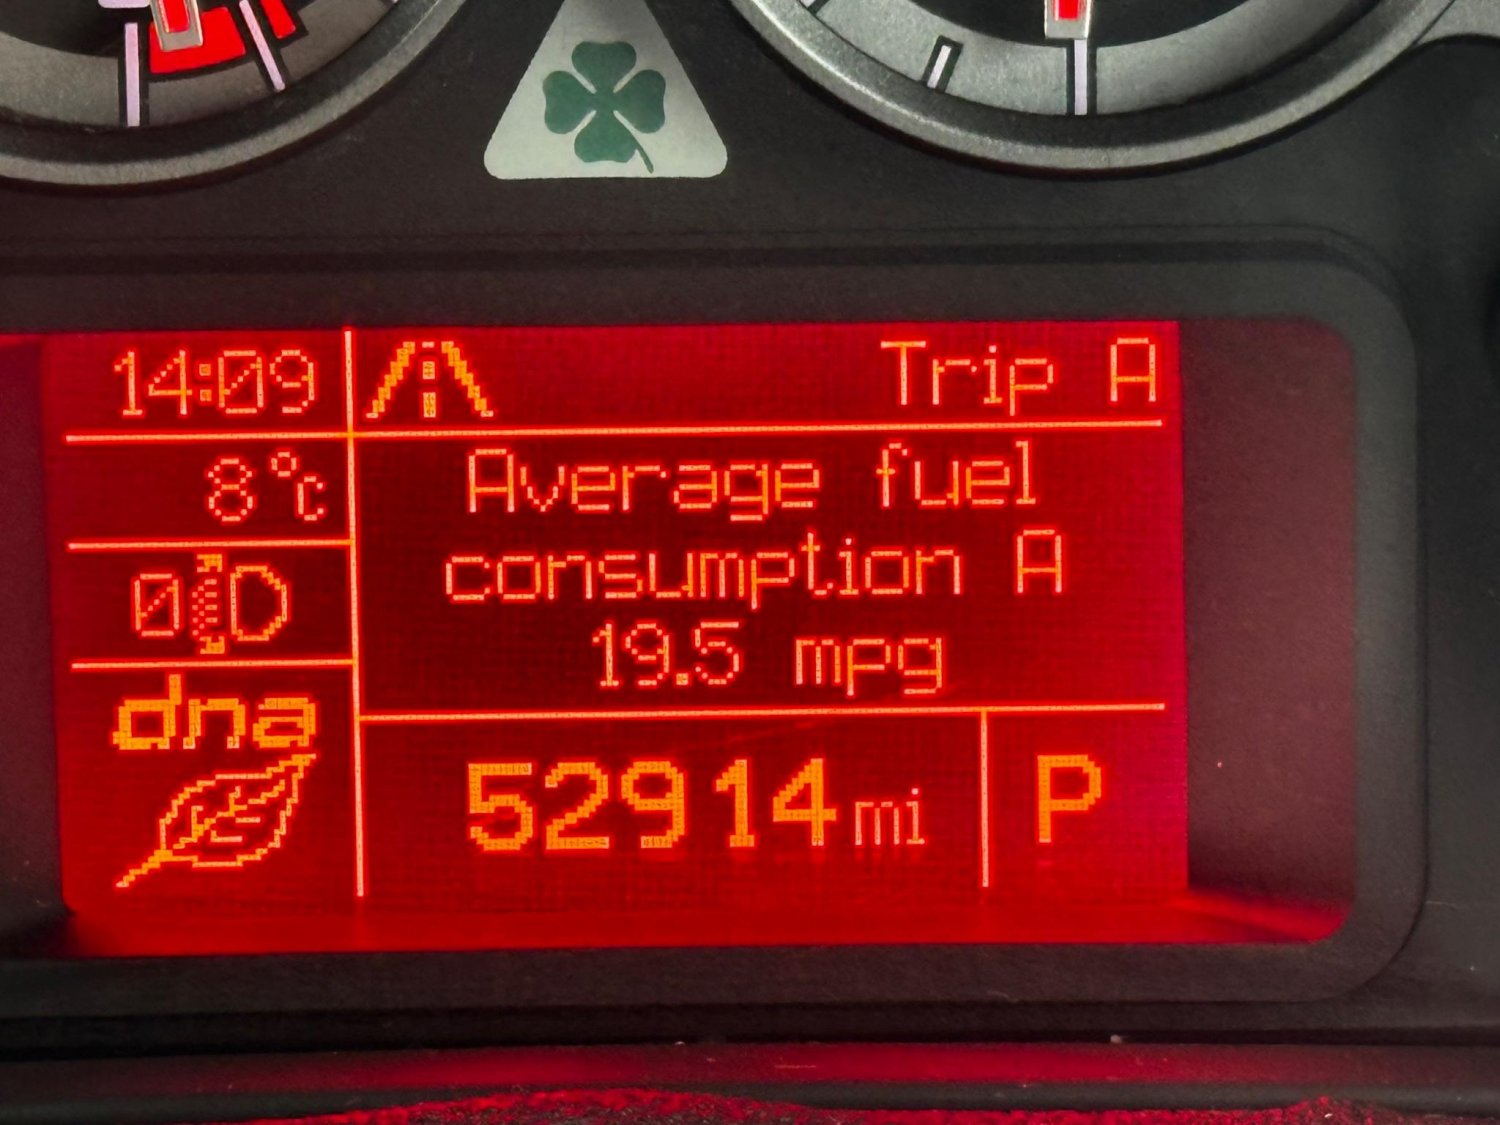 14:09
Trip A
8°c
Average fuel
consumption A
0
19.5 mpg
dna
52914 mi
P